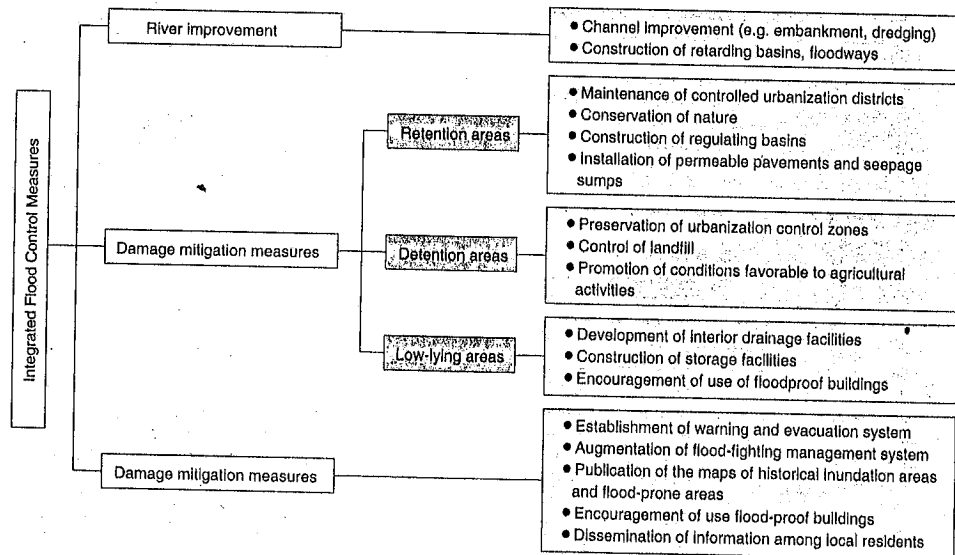 Integrated Flood Control Measures
River improvement
● Channel improvement (e.g. embankment, dredging)
● Construction of retarding basins, floodways
Damage mitigation measures
Retention areas
● Maintenance of controlled urbanization districts
● Conservation of nature
● Construction of regulating basins
● Installation of permeable pavements and seepage
sumps
Detention areas
● Preservation of urbanization control zones
● Control of landfill
● Promotion of conditions favorable to agricultural
activities
Low-lying areas
● Development of interior drainage facilities
● Construction of storage facilities
● Encouragement of use of floodproof buildings
Damage mitigation measures
● Establishment of warning and evacuation system
● Augmentation of flood-fighting management system
● Publication of the maps of historical inundation areas
and flood-prone areas
● Encouragement of use flood-proof buildings
● Dissemination of information among local residents